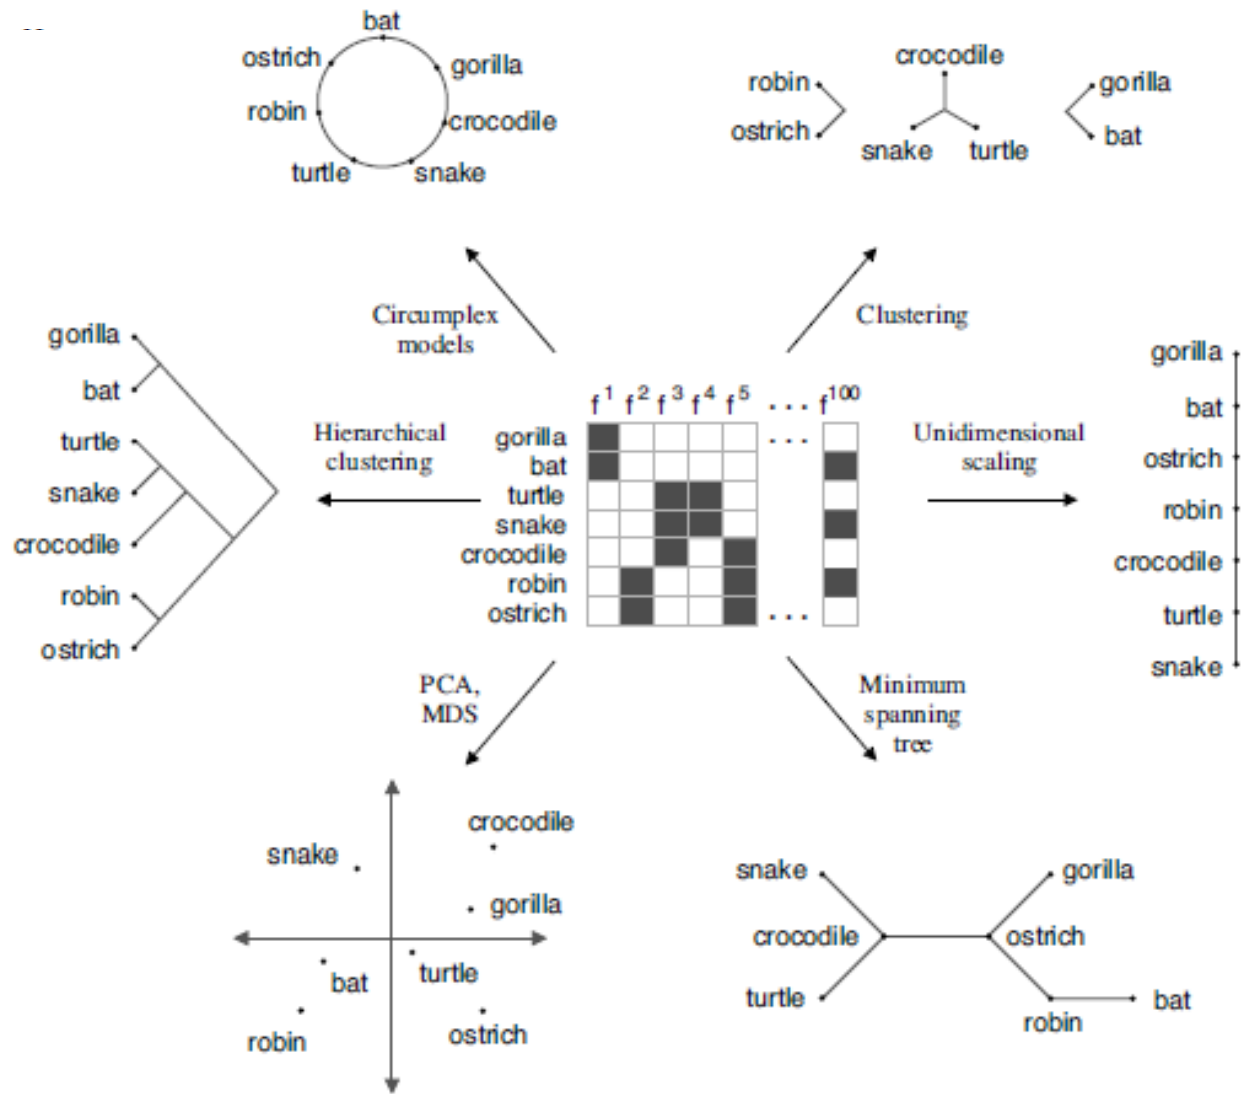 bat
ostrich
gorilla
robin
crocodile
turtle
snake
crocodile
robin
gorilla
ostrich
bat
snake
turtle
Circumplex
models
Clustering
gorilla
bat
turtle
snake
crocodile
robin
ostrich
Hierarchical
clustering
f¹ f² f³ f⁴ f⁵ ... f¹⁰⁰
gorilla ...
bat
turtle
snake
crocodile
robin
ostrich ...
Unidimensional
scaling
gorilla
bat
ostrich
robin
crocodile
turtle
snake
PCA,
MDS
Minimum
spanning
tree
crocodile
snake
gorilla
turtle
bat
robin
ostrich
snake
gorilla
crocodile
ostrich
turtle
bat
robin